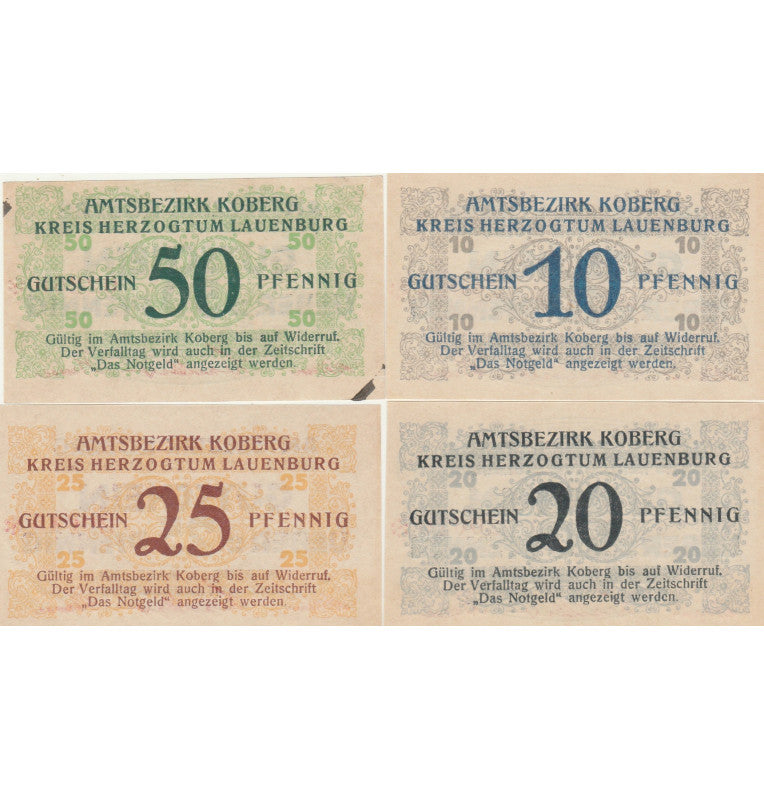 AMTSBEZIRK KOBERG
KREIS HERZOGTUM LAUENBURG
50 50
GUTSCHEIN 50 PFENNIG
50 50
Gültig im Amtsbezirk Koberg bis auf Widerruf.
Der Verfalltag wird auch in der Zeitschrift
„Das Notgeld“ angezeigt werden.
AMTSBEZIRK KOBERG
KREIS HERZOGTUM LAUENBURG
10 10
GUTSCHEIN 10 PFENNIG
10 10
Gültig im Amtsbezirk Koberg bis auf Widerruf.
Der Verfalltag wird auch in der Zeitschrift
„Das Notgeld“ angezeigt werden.
AMTSBEZIRK KOBERG
KREIS HERZOGTUM LAUENBURG
25 25
GUTSCHEIN 25 PFENNIG
25 25
Gültig im Amtsbezirk Koberg bis auf Widerruf.
Der Verfalltag wird auch in der Zeitschrift
„Das Notgeld“ angezeigt werden.
AMTSBEZIRK KOBERG
KREIS HERZOGTUM LAUENBURG
20 20
GUTSCHEIN 20 PFENNIG
20 20
Gültig im Amtsbezirk Koberg bis auf Widerruf.
Der Verfalltag wird auch in der Zeitschrift
„Das Notgeld“ angezeigt werden.